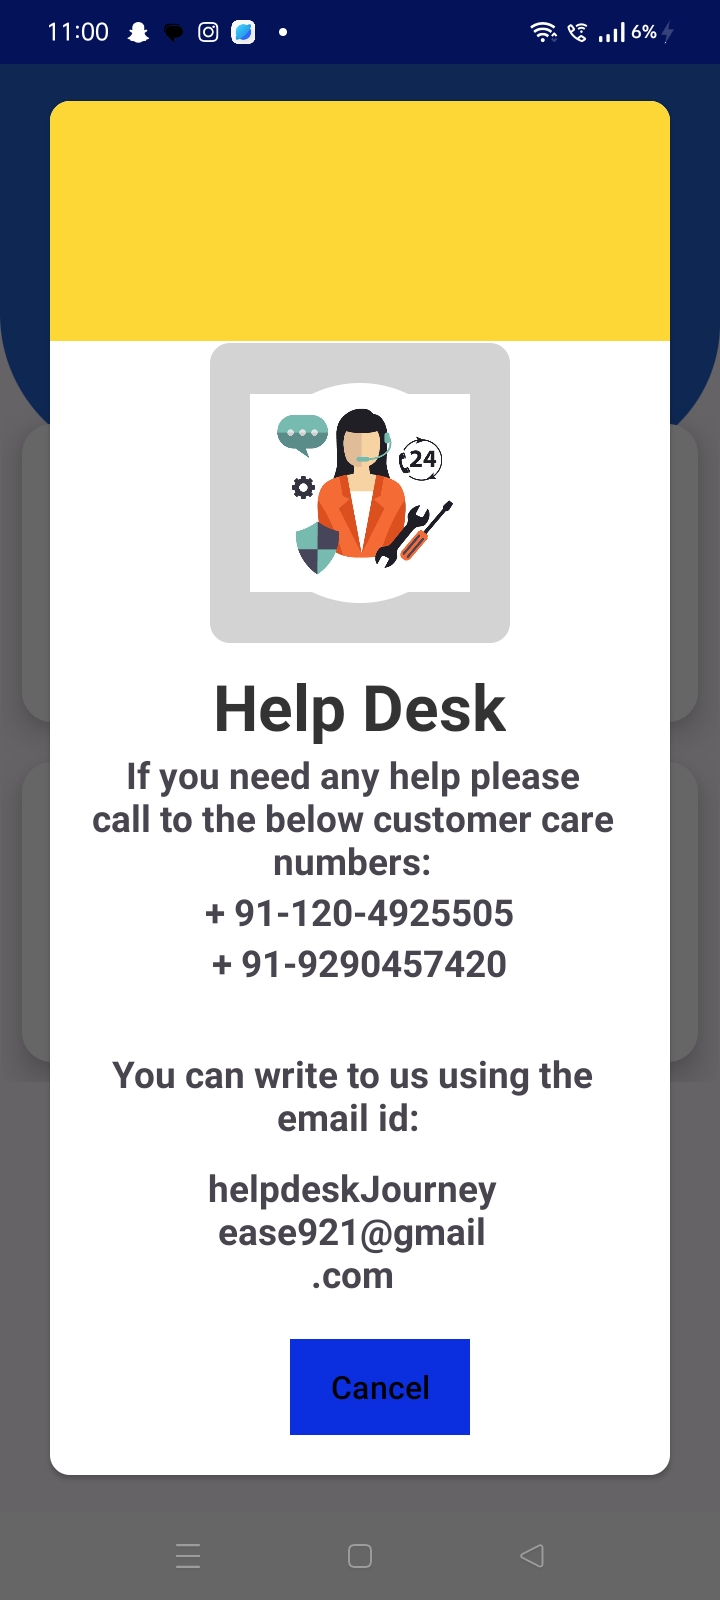 11:00
6%
24
Help Desk
If you need any help please
call to the below customer care
numbers:
+ 91-120-4925505
+ 91-9290457420
You can write to us using the
email id:
helpdeskJourney
ease921@gmail
.com
Cancel